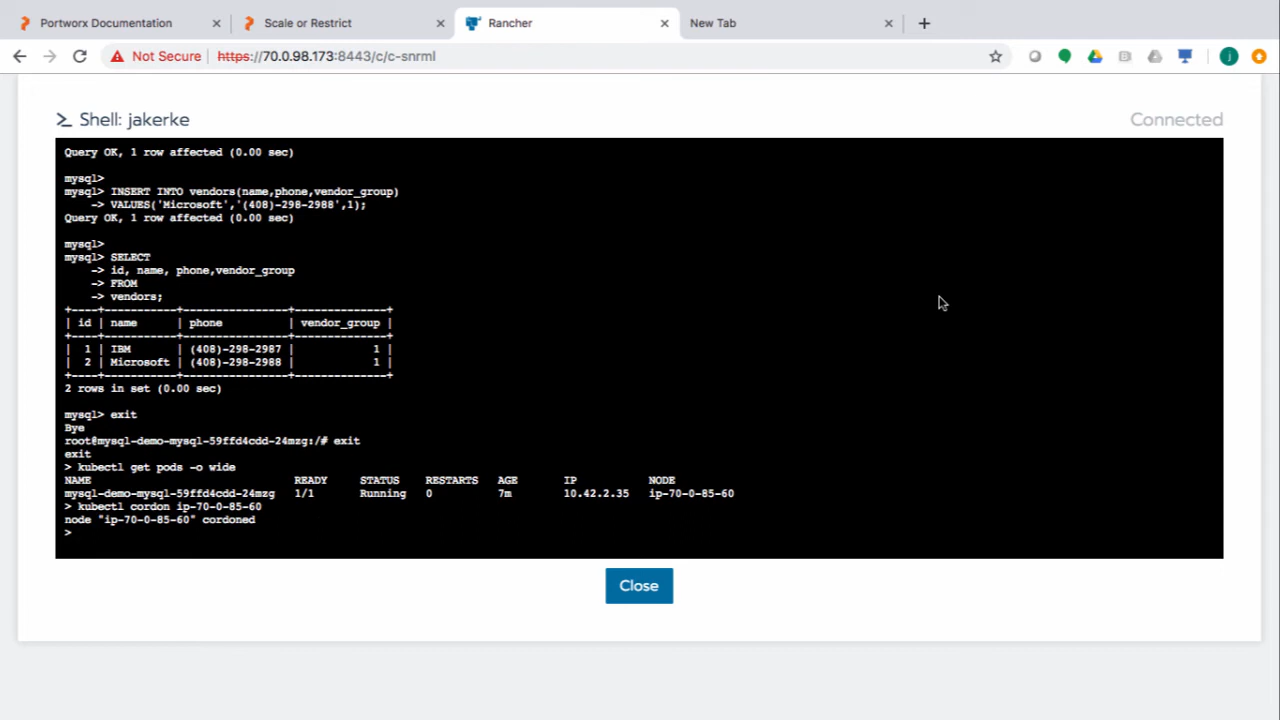 Portworx Documentation
Scale or Restrict
Rancher
New Tab
Not Secure
https://70.0.98.173:8443/c/c-snrml
j
>_ Shell: jakerke
Connected
Query OK, 1 row affected (0.00 sec)
mysql>
mysql> INSERT INTO vendors(name,phone,vendor_group)
-> VALUES('Microsoft','(408)-298-2988',1);
Query OK, 1 row affected (0.00 sec)
mysql>
mysql> SELECT
-> id, name, phone,vendor_group
-> FROM
-> vendors;
+----+-----------+----------------+--------------+
| id | name      | phone          | vendor_group |
+----+-----------+----------------+--------------+
|  1 | IBM       | (408)-298-2987 |            1 |
|  2 | Microsoft | (408)-298-2988 |            1 |
+----+-----------+----------------+--------------+
2 rows in set (0.00 sec)
mysql> exit
Bye
root@mysql-demo-mysql-59ffd4cdd-24mzg:/# exit
exit
> kubectl get pods -o wide
NAME READY STATUS RESTARTS AGE IP NODE
mysql-demo-mysql-59ffd4cdd-24mzg 1/1 Running 0 7m 10.42.2.35 ip-70-0-85-60
> kubectl cordon ip-70-0-85-60
node "ip-70-0-85-60" cordoned
>
Close